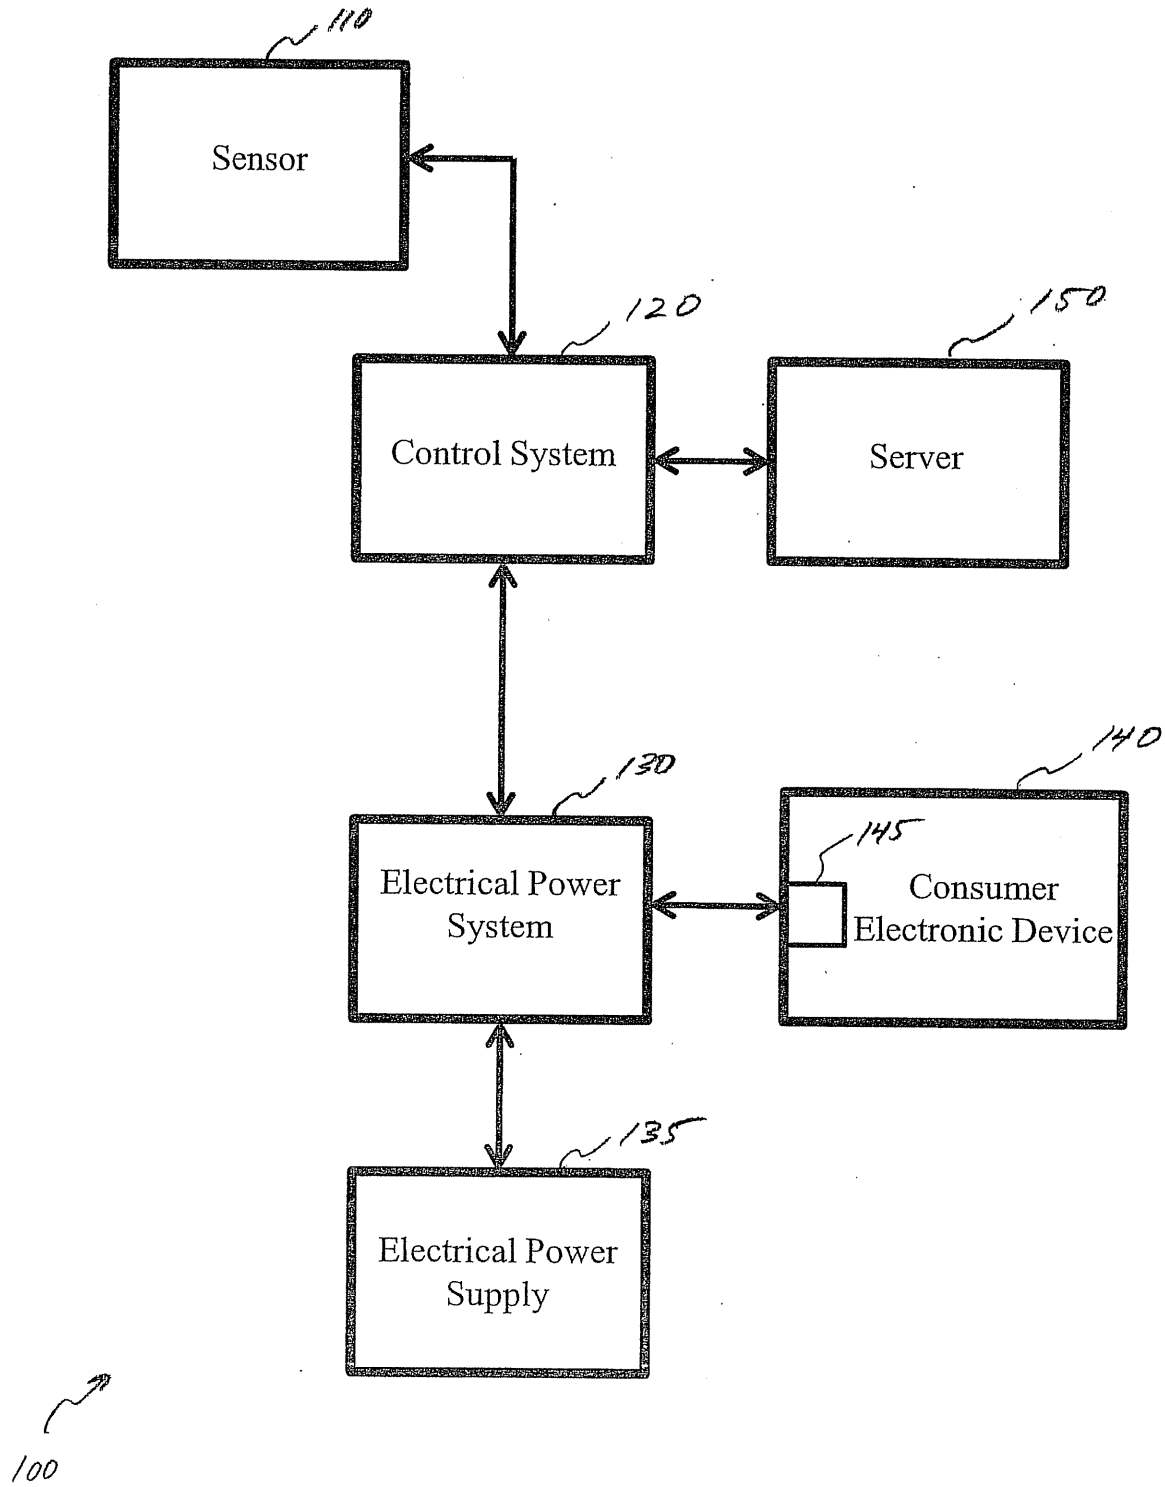 110
Sensor
120
150
Control System
Server
130
140
145
Electrical Power
System
Consumer
Electronic Device
135
Electrical Power
Supply
100